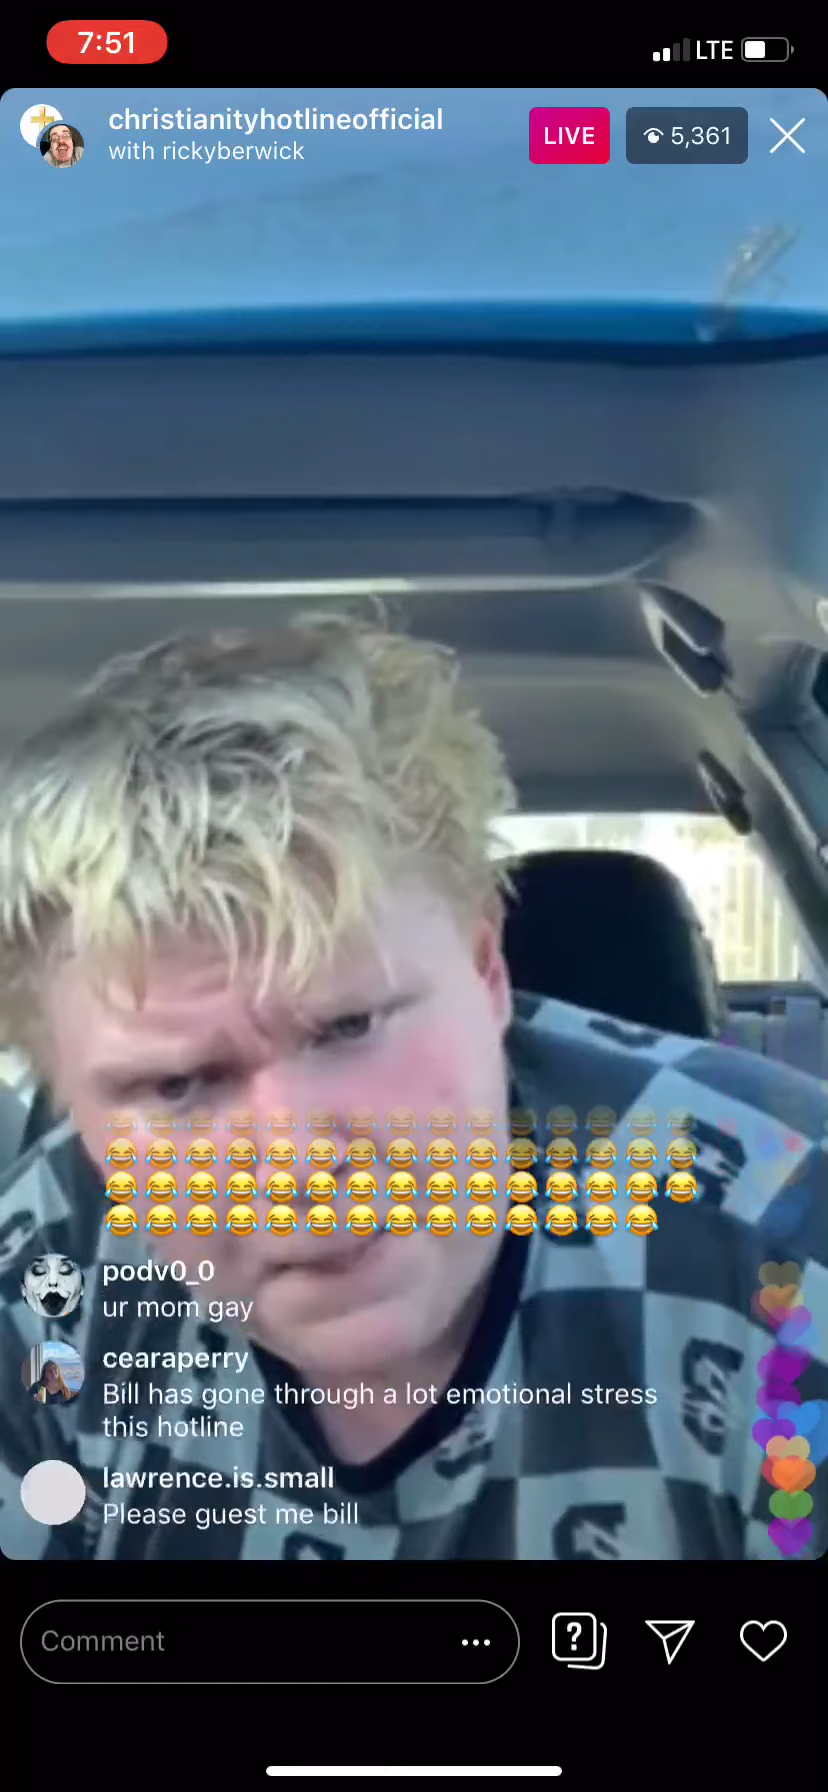 7:51
LTE
christianityhotlineofficial
with rickyberwick
LIVE
5,361
😂😂😂😂😂😂😂😂😂😂😂😂😂😂😂
😂😂😂😂😂😂😂😂😂😂😂😂😂😂😂
😂😂😂😂😂😂😂😂😂😂😂😂😂😂😂
😂😂😂😂😂😂😂😂😂😂😂😂😂😂
podv0_0
ur mom gay
cearaperry
Bill has gone through a lot emotional stress
this hotline
lawrence.is.small
Please guest me bill
Comment